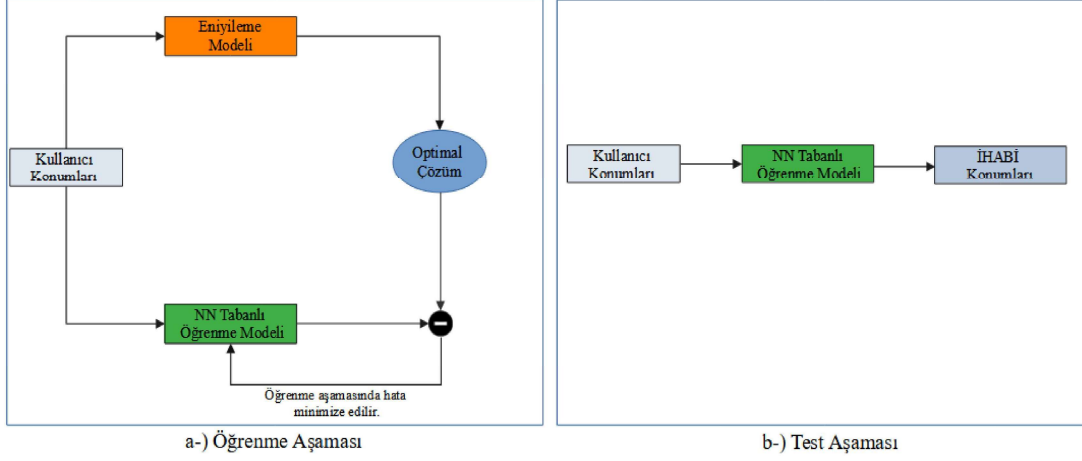 Eniyileme
Modeli
Kullanıcı
Konumları
Optimal
Çözüm
NN Tabanlı
Öğrenme Modeli
Öğrenme aşamasında hata
minimize edilir.
a-) Öğrenme Aşaması
Kullanıcı
Konumları
NN Tabanlı
Öğrenme Modeli
İHABİ
Konumları
b-) Test Aşaması